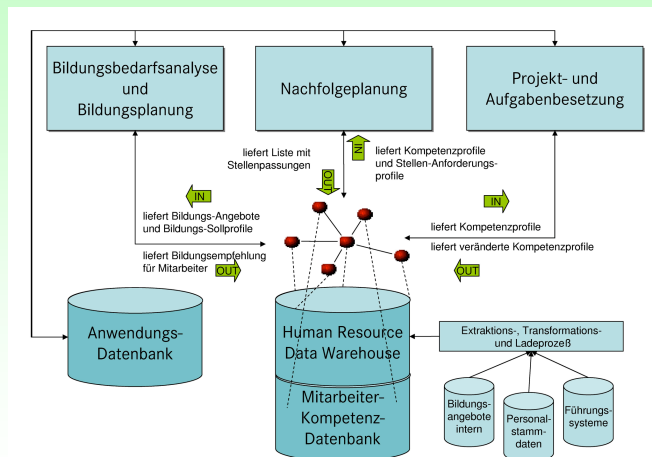 Bildungsbedarfsanalyse
und
Bildungsplanung
Nachfolgeplanung
Projekt- und
Aufgabenbesetzung
liefert Liste mit
Stellenpassungen
IN
OUT
liefert Kompetenzprofile
und Stellen-Anforderungs-
profile
IN
liefert Bildungs-Angebote
und Bildungs-Sollprofile
liefert Bildungsempfehlung
für Mitarbeiter
OUT
IN
liefert Kompetenzprofile
liefert veränderte Kompetenzprofile
OUT
Anwendungs-
Datenbank
Human Resource
Data Warehouse
Mitarbeiter-
Kompetenz-
Datenbank
Extraktions-, Transformations-
und Ladeprozeß
Bildungs-
angebote
intern
Personal-
stamm-
daten
Führungs-
systeme